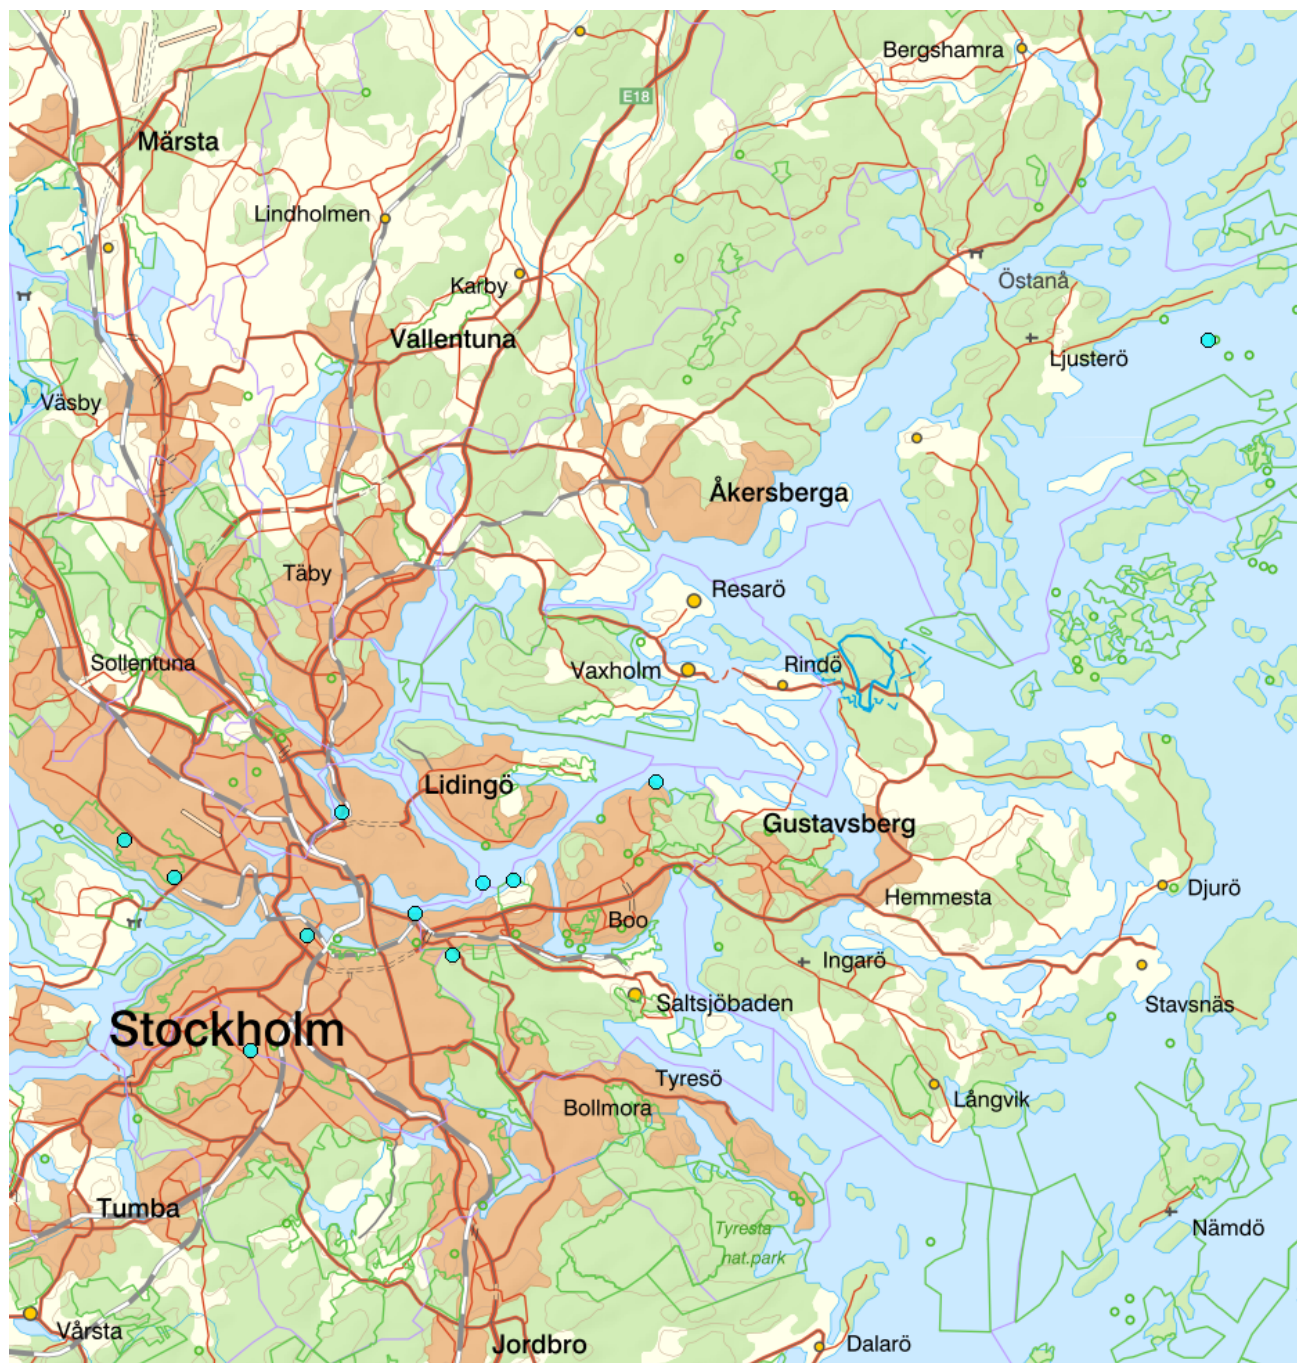 Bergshamra
E18
Märsta
Lindholmen
Karby
Östanå
Vallentuna
Ljusterö
Väsby
Åkersberga
Täby
Resarö
Sollentuna
Vaxholm
Rindö
Lidingö
Gustavsberg
Djurö
Hemmesta
Boo
Ingarö
Saltsjöbaden
Stavsnäs
Stockholm
Tyresö
Långvik
Bollmora
Tumba
Tyresta
nat.park
Nämdö
Vårsta
Jordbro
Dalarö